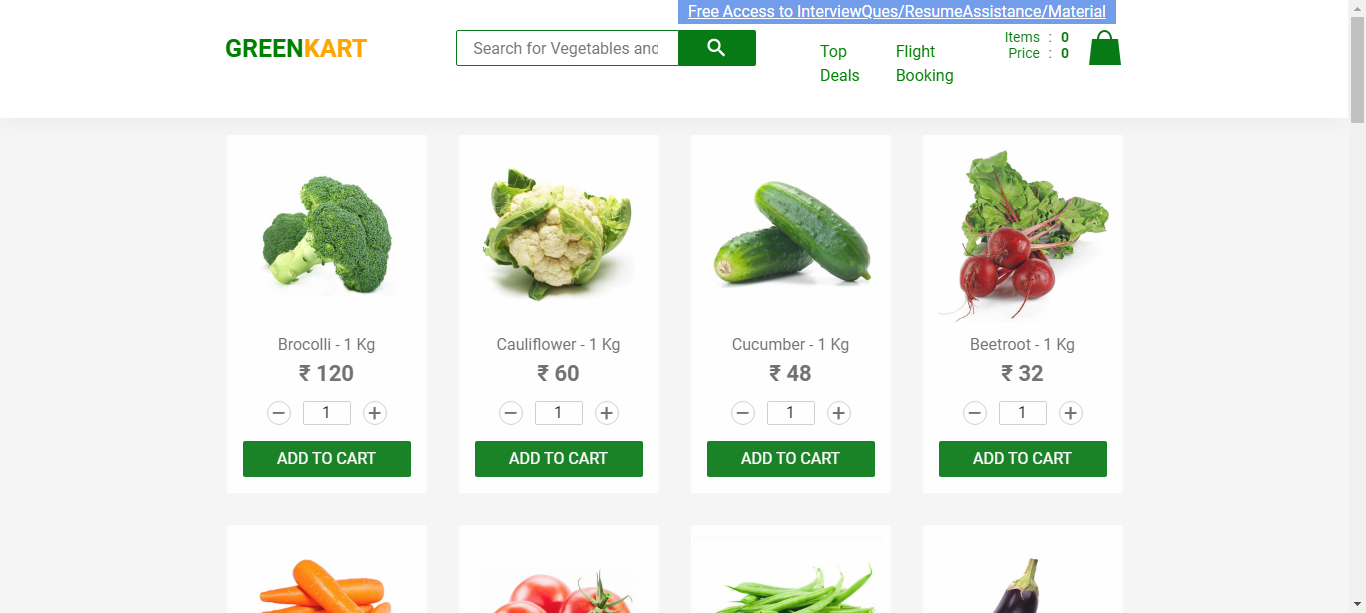 Free Access to InterviewQues/ResumeAssistance/Material
GREENKART
Search for Vegetables and
Top
Deals
Flight
Booking
Items : 0
Price : 0
Brocolli - 1 Kg
₹ 120
− 1 +
ADD TO CART
Cauliflower - 1 Kg
₹ 60
− 1 +
ADD TO CART
Cucumber - 1 Kg
₹ 48
− 1 +
ADD TO CART
Beetroot - 1 Kg
₹ 32
− 1 +
ADD TO CART